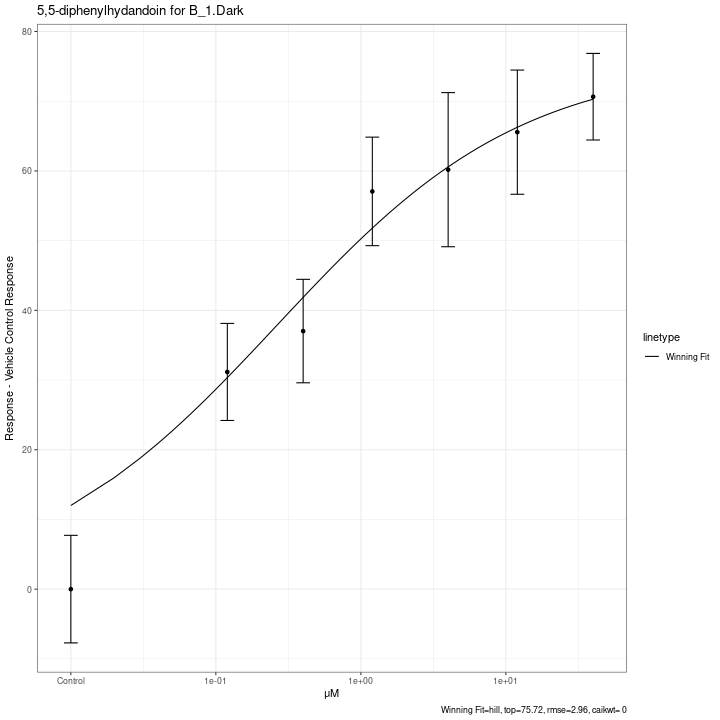 5,5-diphenylhydandoin for B_1.Dark
Response - Vehicle Control Response
80
60
40
20
0
Control
1e-01
1e+00
1e+01
µM
linetype
Winning Fit
Winning Fit=hill, top=75.72, rmse=2.96, caikwt= 0